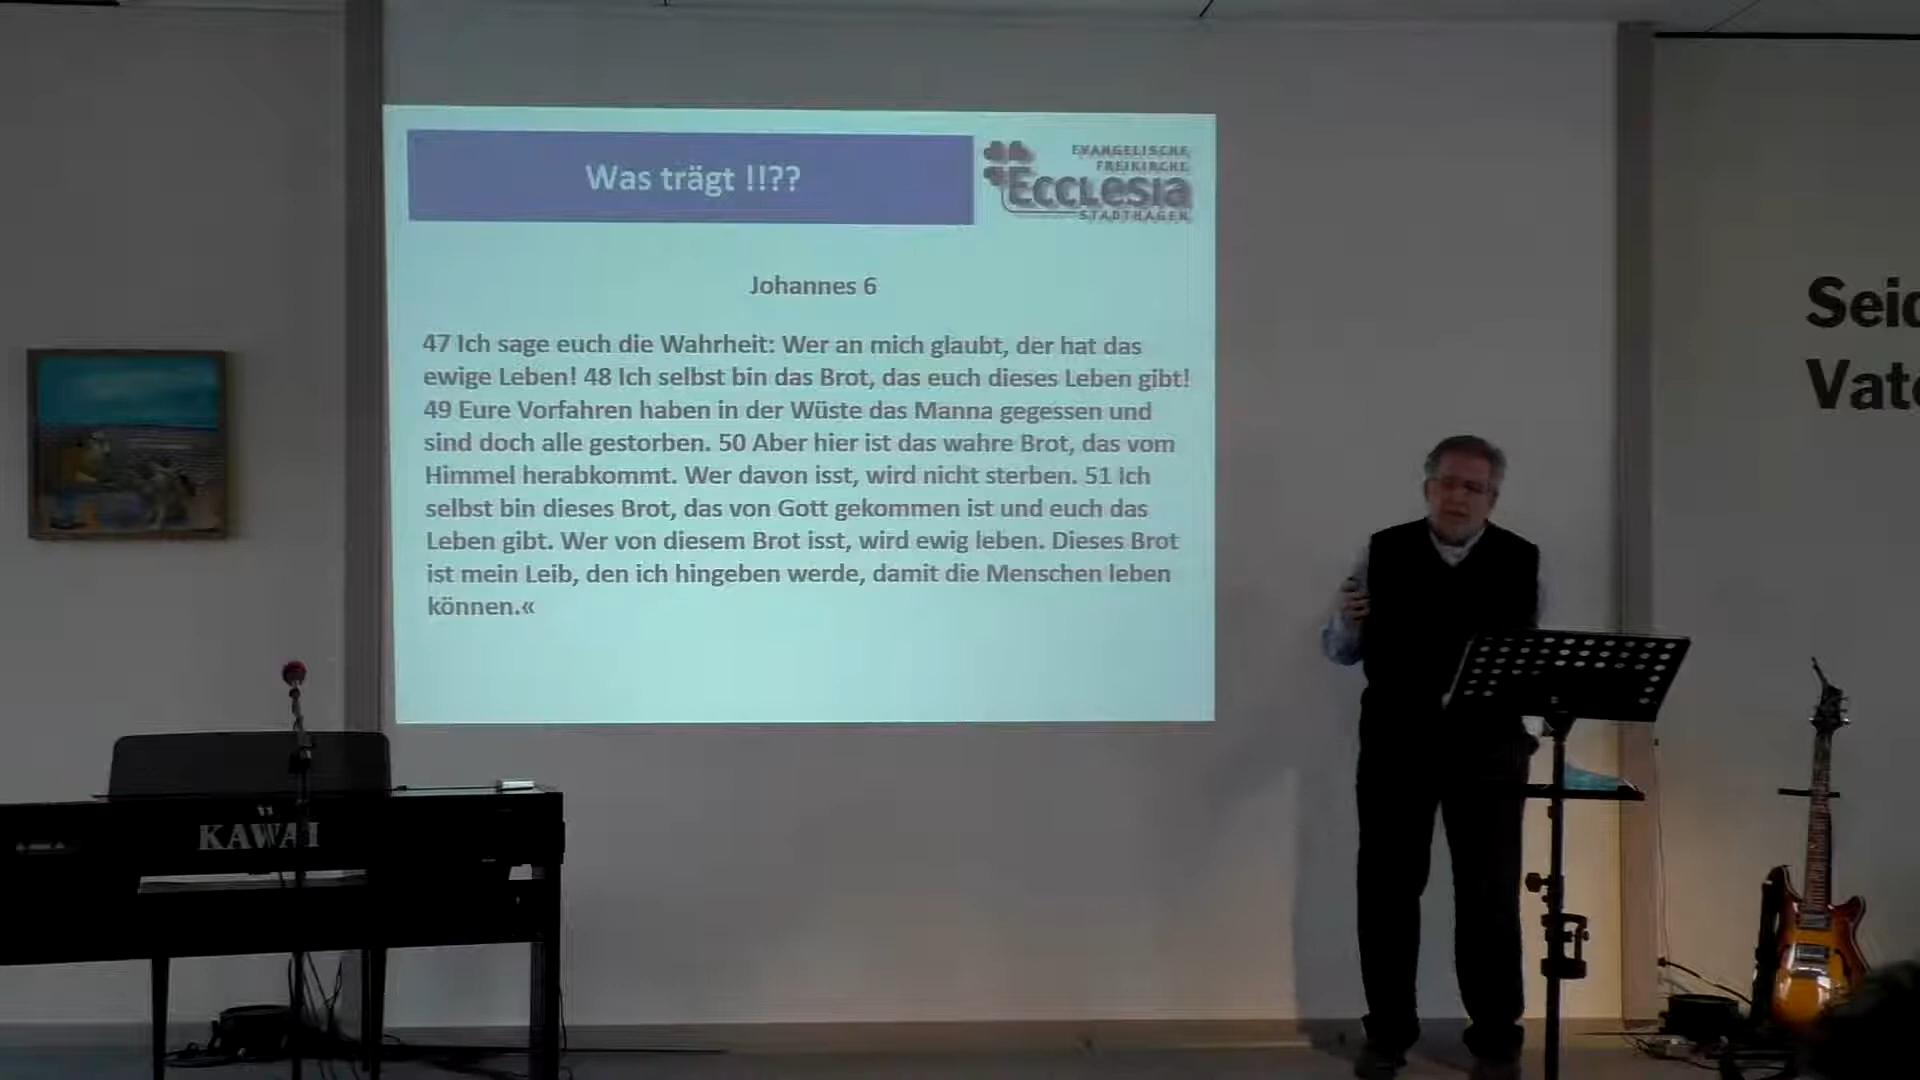 Was trägt !!??
EVANGELISCHE
FREIKIRCHE
ECCLESIA
STADTHAGEN
Johannes 6
47 Ich sage euch die Wahrheit: Wer an mich glaubt, der hat das
ewige Leben! 48 Ich selbst bin das Brot, das euch dieses Leben gibt!
49 Eure Vorfahren haben in der Wüste das Manna gegessen und
sind doch alle gestorben. 50 Aber hier ist das wahre Brot, das vom
Himmel herabkommt. Wer davon isst, wird nicht sterben. 51 Ich
selbst bin dieses Brot, das von Gott gekommen ist und euch das
Leben gibt. Wer von diesem Brot isst, wird ewig leben. Dieses Brot
ist mein Leib, den ich hingeben werde, damit die Menschen leben
können.«
Seid
Vate
KAWAI